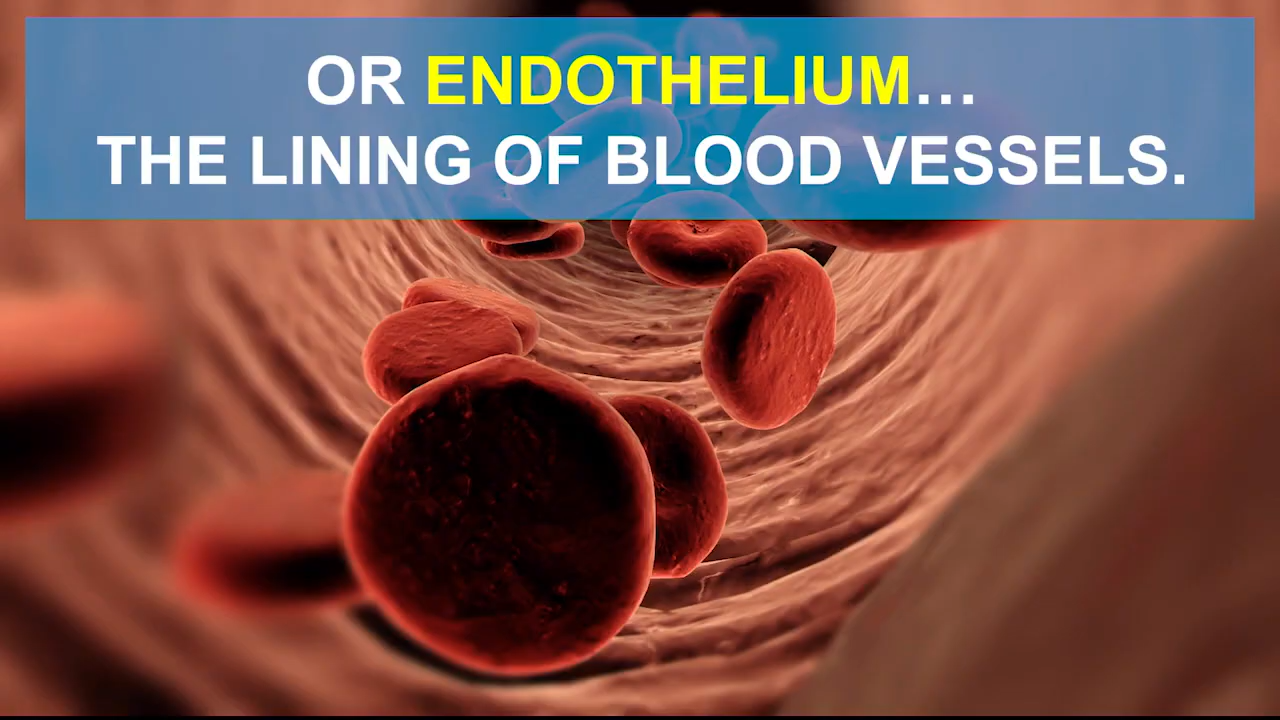 OR ENDOTHELIUM…
THE LINING OF BLOOD VESSELS.